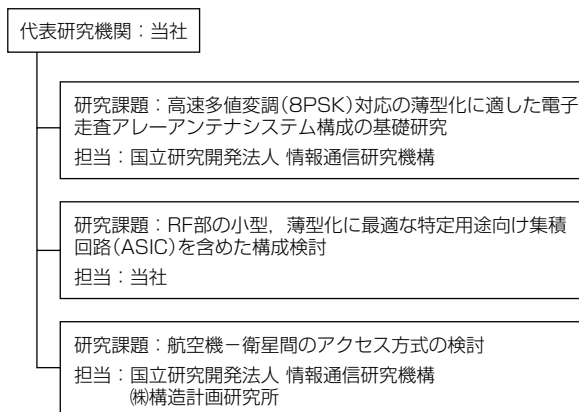 代表研究機関：当社
研究課題：高速多値変調(8PSK)対応の薄型化に適した電子
走査アレーアンテナシステム構成の基礎研究
担当：国立研究開発法人 情報通信研究機構
研究課題：RF部の小型，薄型化に最適な特定用途向け集積
回路(ASIC)を含めた構成検討
担当：当社
研究課題：航空機－衛星間のアクセス方式の検討
担当：国立研究開発法人 情報通信研究機構
㈱構造計画研究所